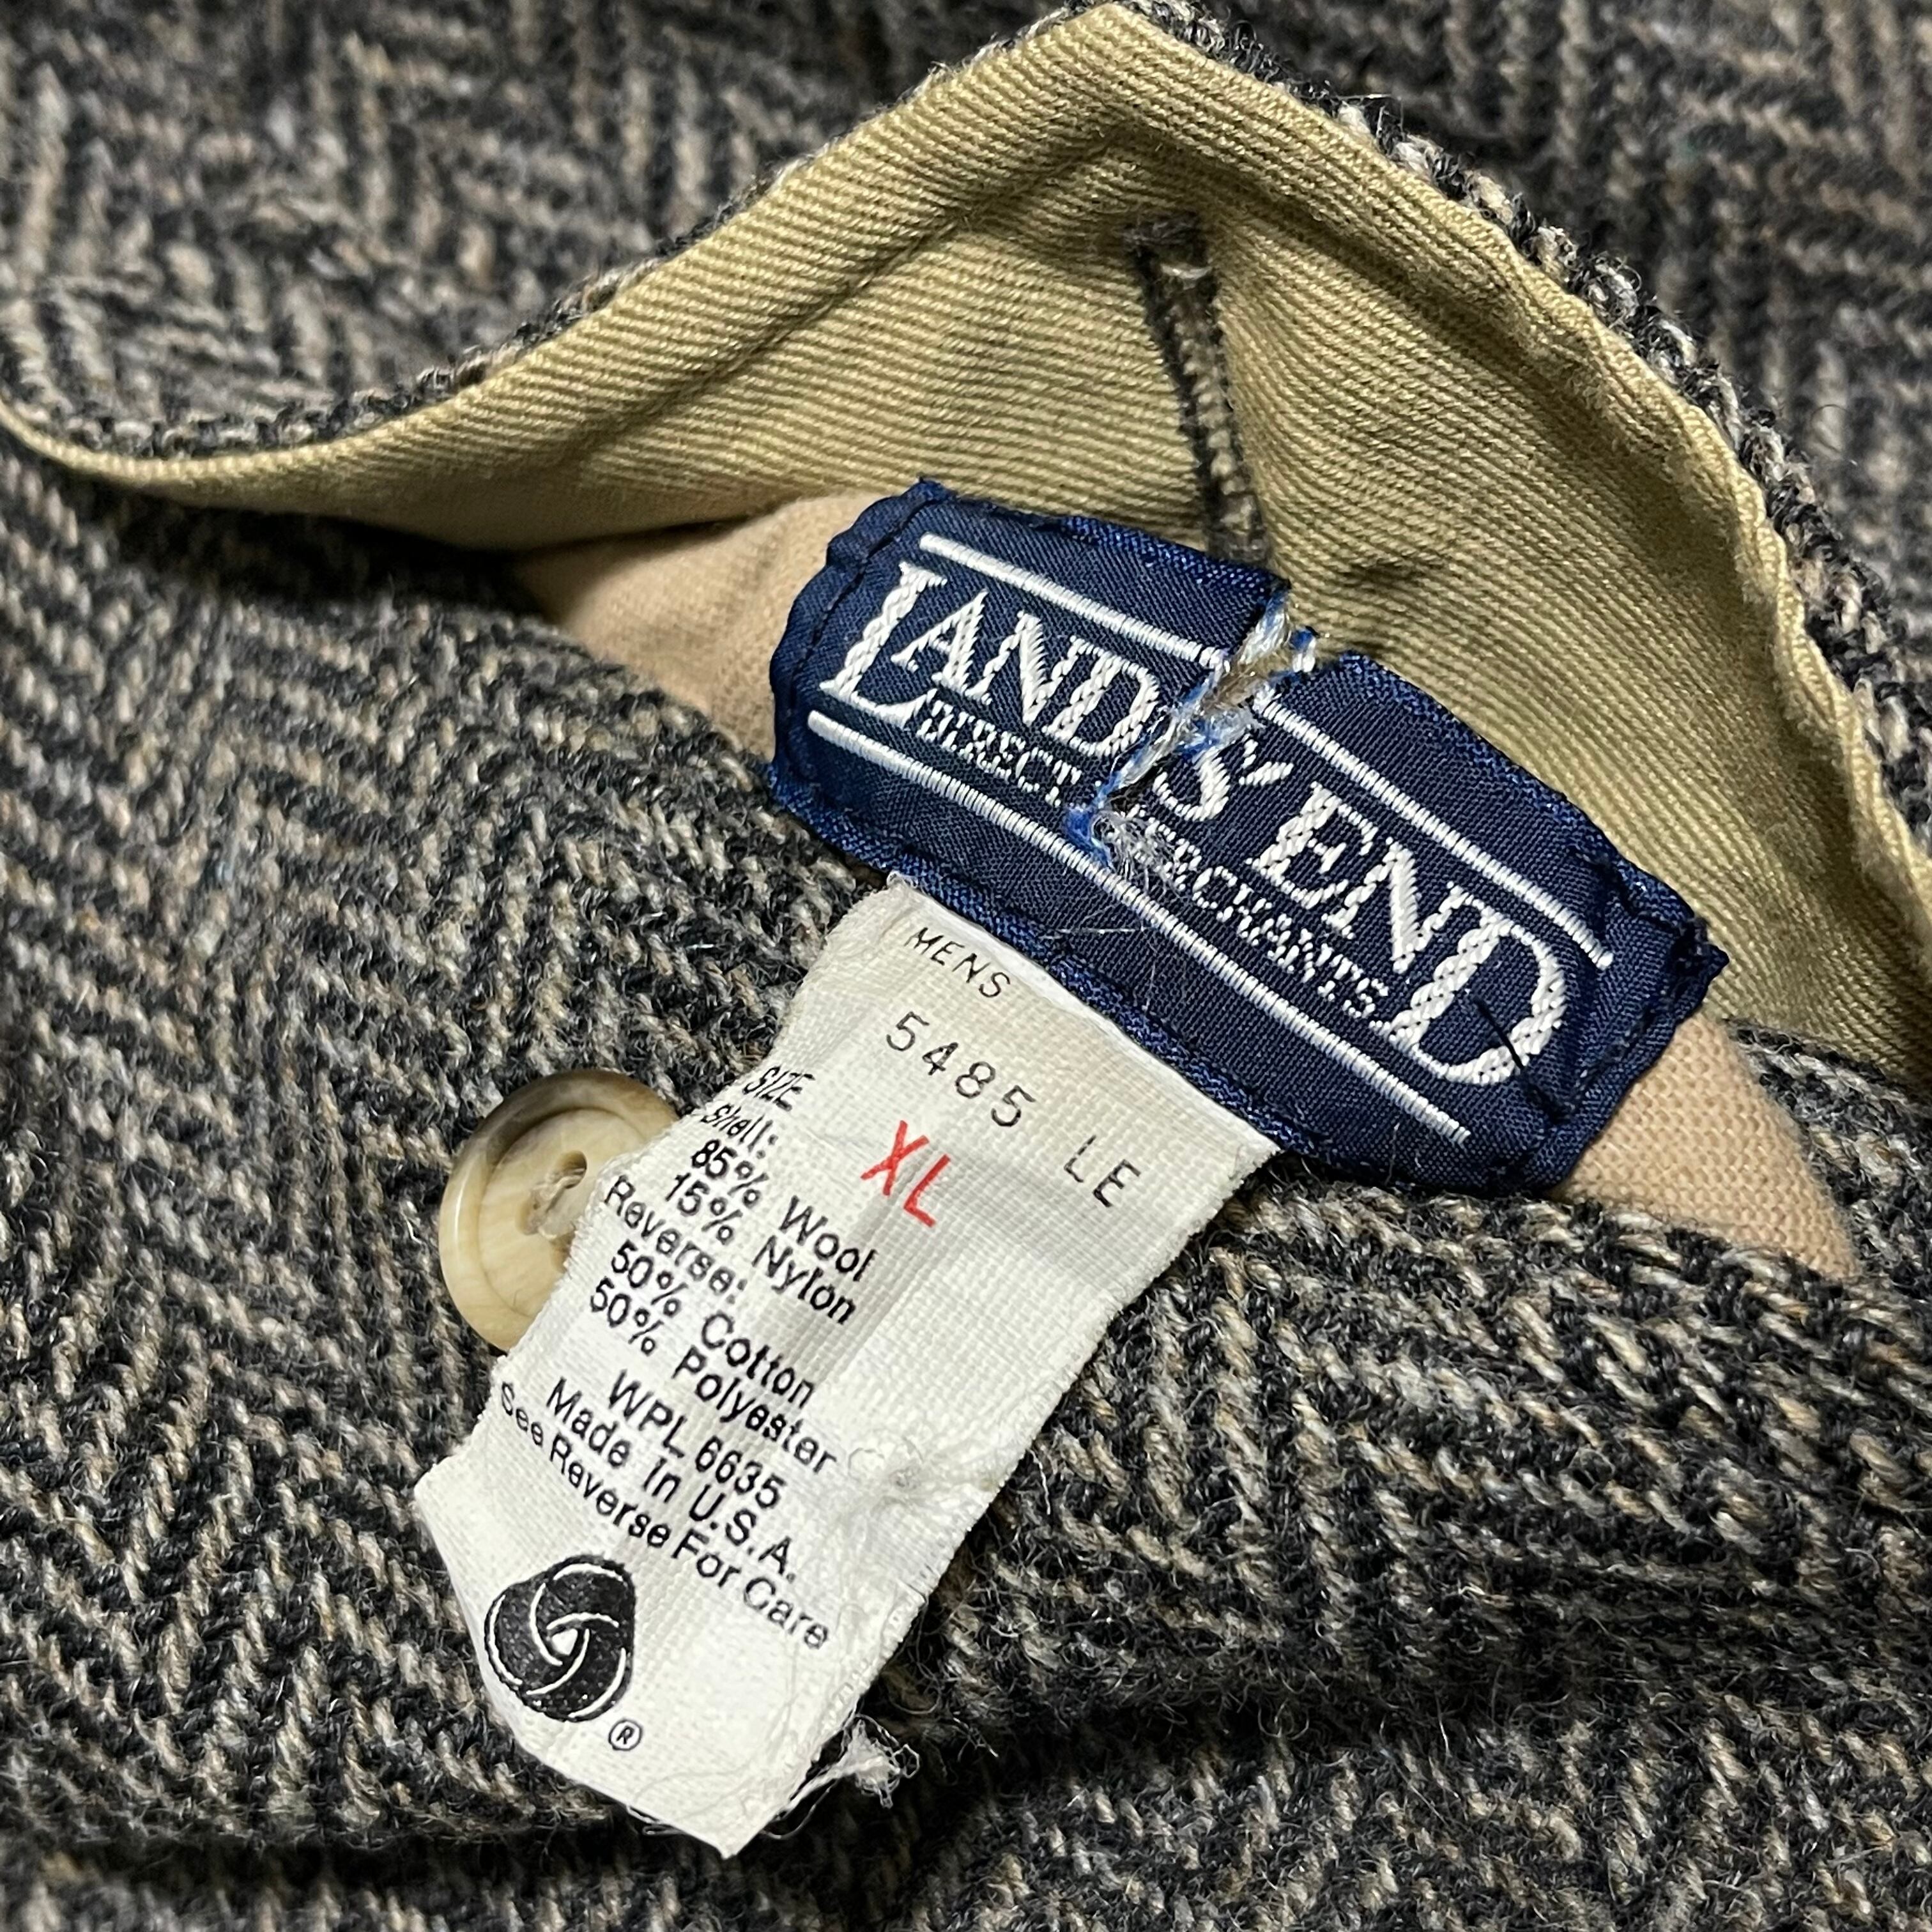 LANDS' END
DIRECT MERCHANTS
MENS
5485 LE
SIZE XL
Shell:
85% Wool
15% Nylon
Reverse:
50% Cotton
50% Polyester
WPL 6635
Made In U.S.A.
See Reverse For Care
®